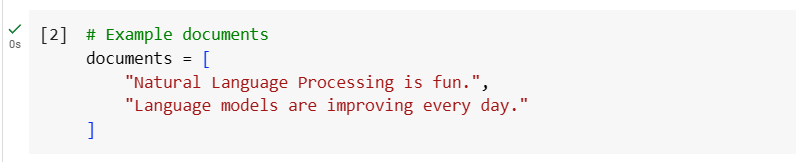 [2] # Example documents
documents = [
"Natural Language Processing is fun.",
"Language models are improving every day."
]
0s